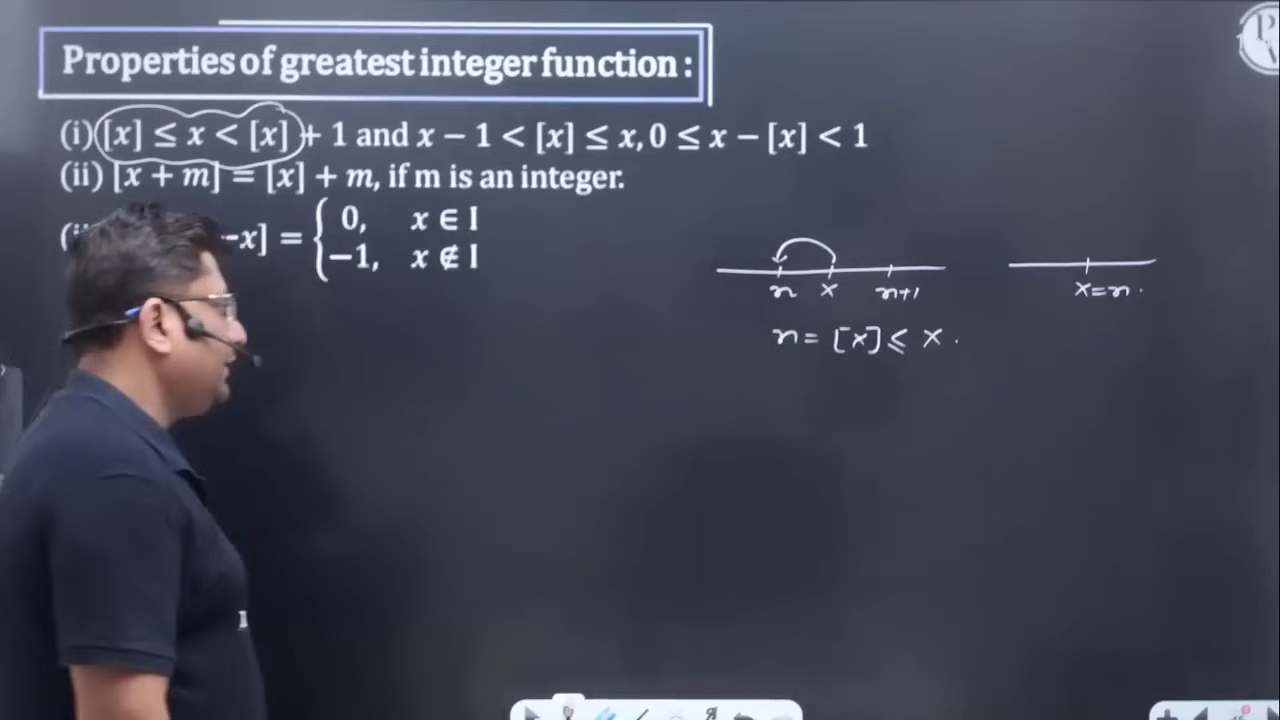 Properties of greatest integer function :
(i) [x] ≤ x < [x] + 1 and x − 1 < [x] ≤ x, 0 ≤ x − [x] < 1
(ii) [x + m] = [x] + m, if m is an integer.
−x] = { 0, x ∈ I
−1, x ∉ I
n x n+1
x=n.
n = [x] ≤ x.